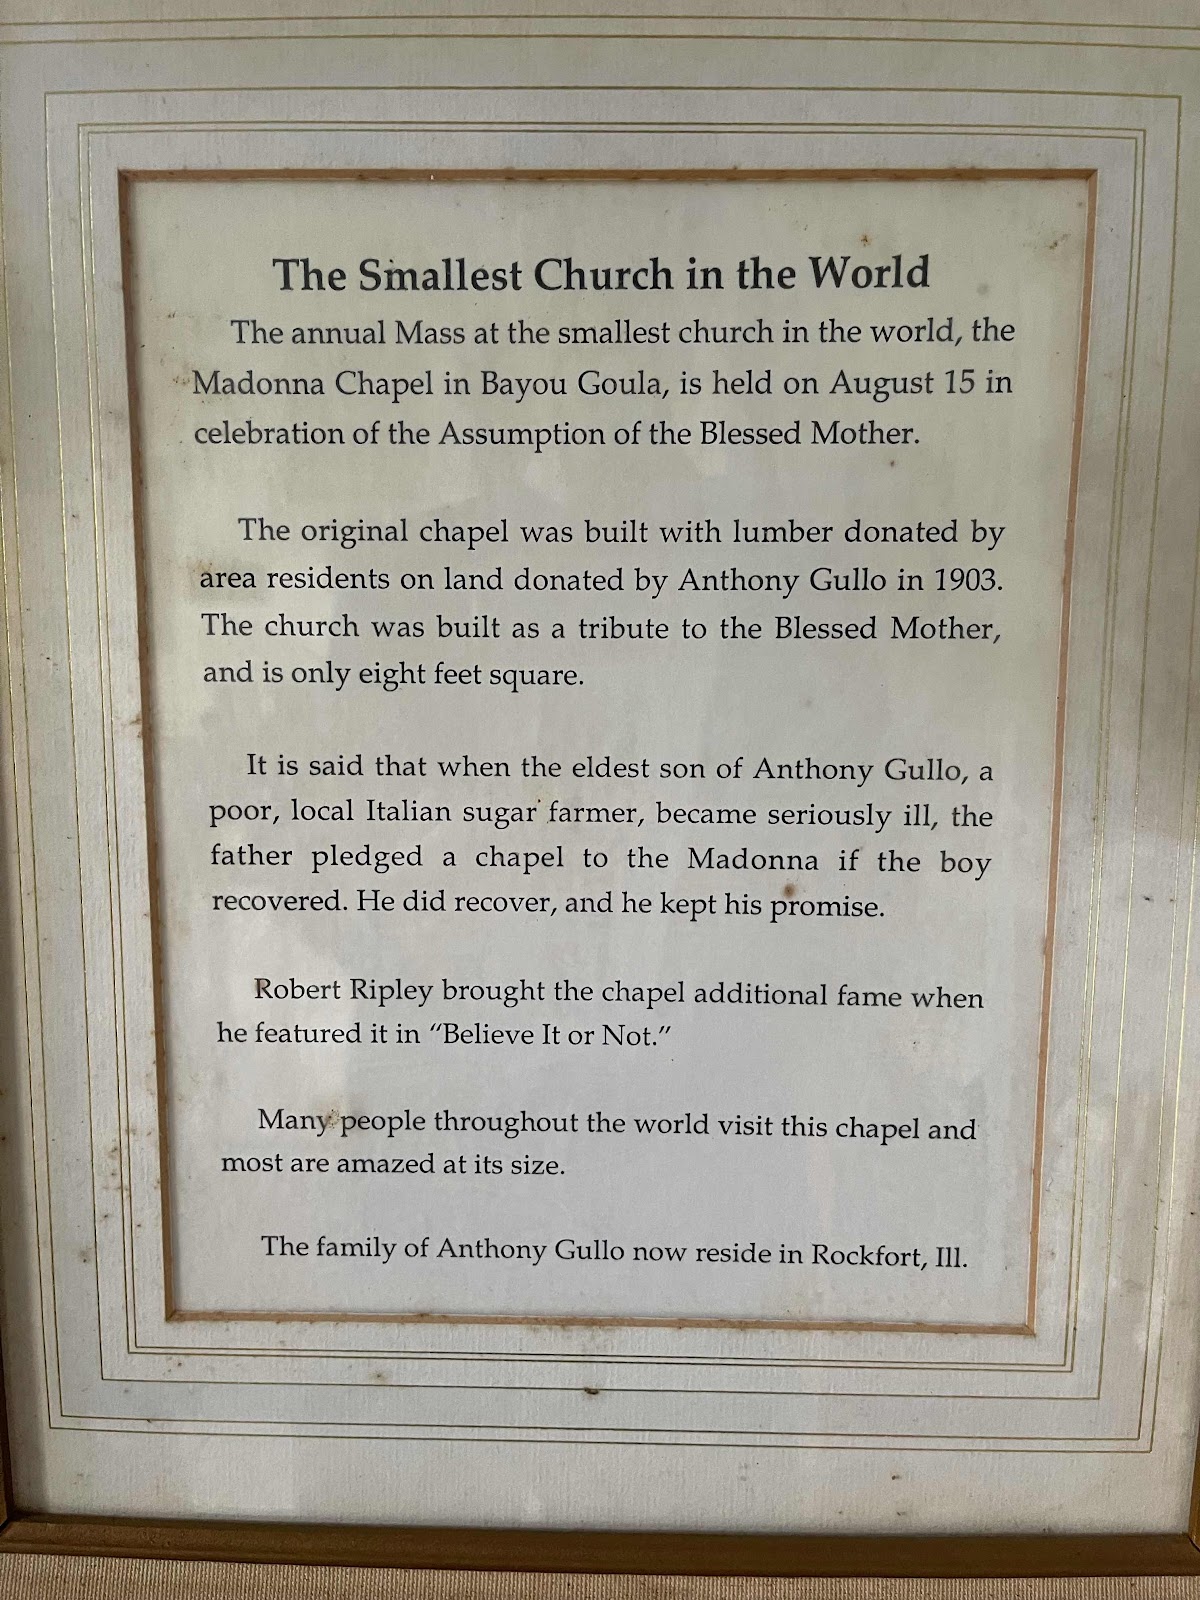 The Smallest Church in the World
The annual Mass at the smallest church in the world, the
Madonna Chapel in Bayou Goula, is held on August 15 in
celebration of the Assumption of the Blessed Mother.
The original chapel was built with lumber donated by
area residents on land donated by Anthony Gullo in 1903.
The church was built as a tribute to the Blessed Mother,
and is only eight feet square.
It is said that when the eldest son of Anthony Gullo, a
poor, local Italian sugar farmer, became seriously ill, the
father pledged a chapel to the Madonna if the boy
recovered. He did recover, and he kept his promise.
Robert Ripley brought the chapel additional fame when
he featured it in “Believe It or Not.”
Many people throughout the world visit this chapel and
most are amazed at its size.
The family of Anthony Gullo now reside in Rockfort, Ill.